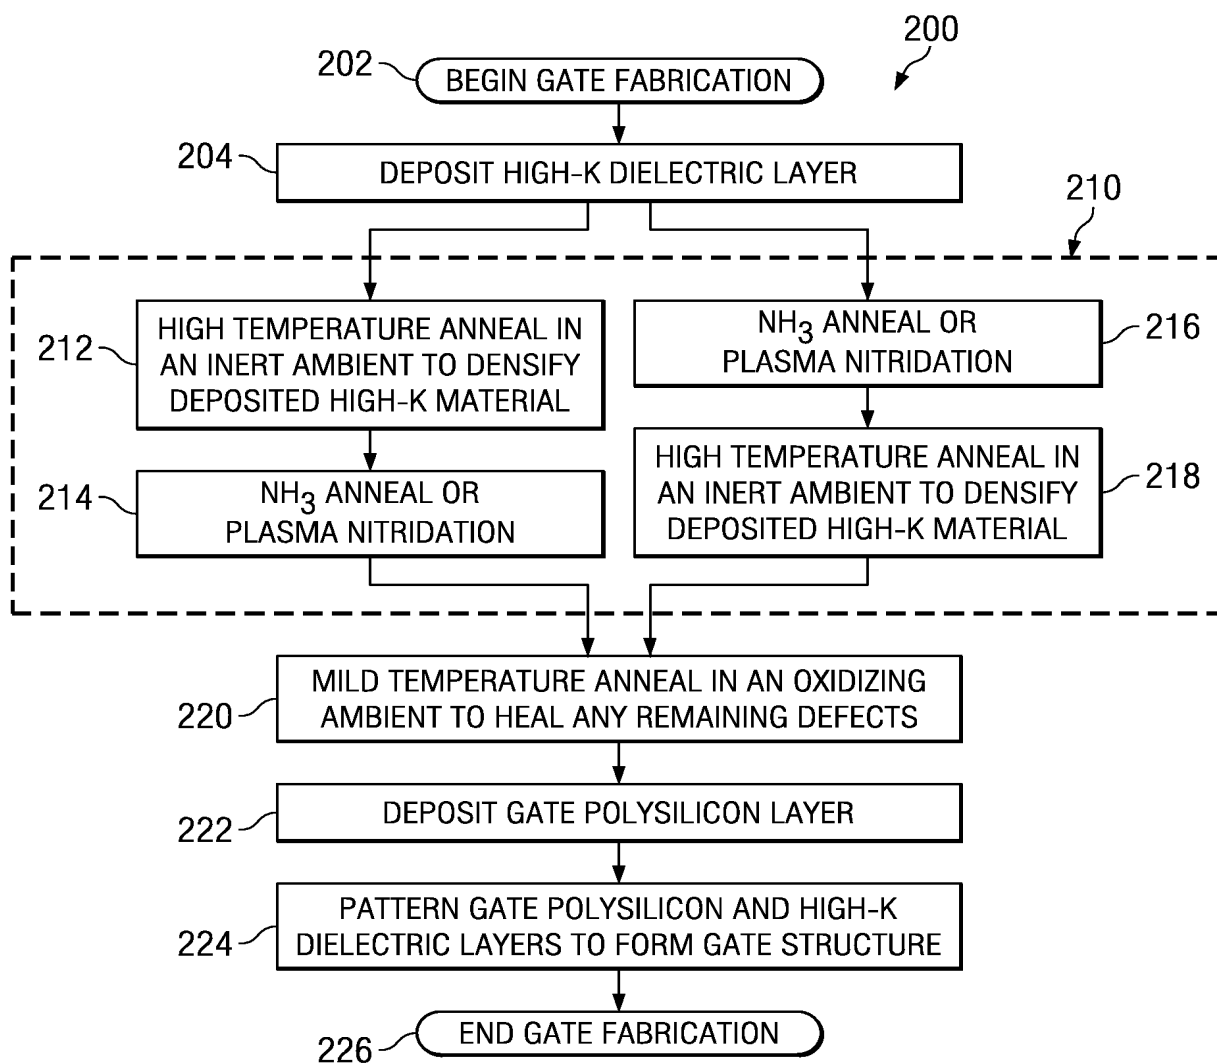 200
202
BEGIN GATE FABRICATION
204
DEPOSIT HIGH-K DIELECTRIC LAYER
210
212
HIGH TEMPERATURE ANNEAL IN
AN INERT AMBIENT TO DENSIFY
DEPOSITED HIGH-K MATERIAL
214
NH3 ANNEAL OR
PLASMA NITRIDATION
NH3 ANNEAL OR
PLASMA NITRIDATION
216
HIGH TEMPERATURE ANNEAL IN
AN INERT AMBIENT TO DENSIFY
DEPOSITED HIGH-K MATERIAL
218
220
MILD TEMPERATURE ANNEAL IN AN OXIDIZING
AMBIENT TO HEAL ANY REMAINING DEFECTS
222
DEPOSIT GATE POLYSILICON LAYER
224
PATTERN GATE POLYSILICON AND HIGH-K
DIELECTRIC LAYERS TO FORM GATE STRUCTURE
226
END GATE FABRICATION